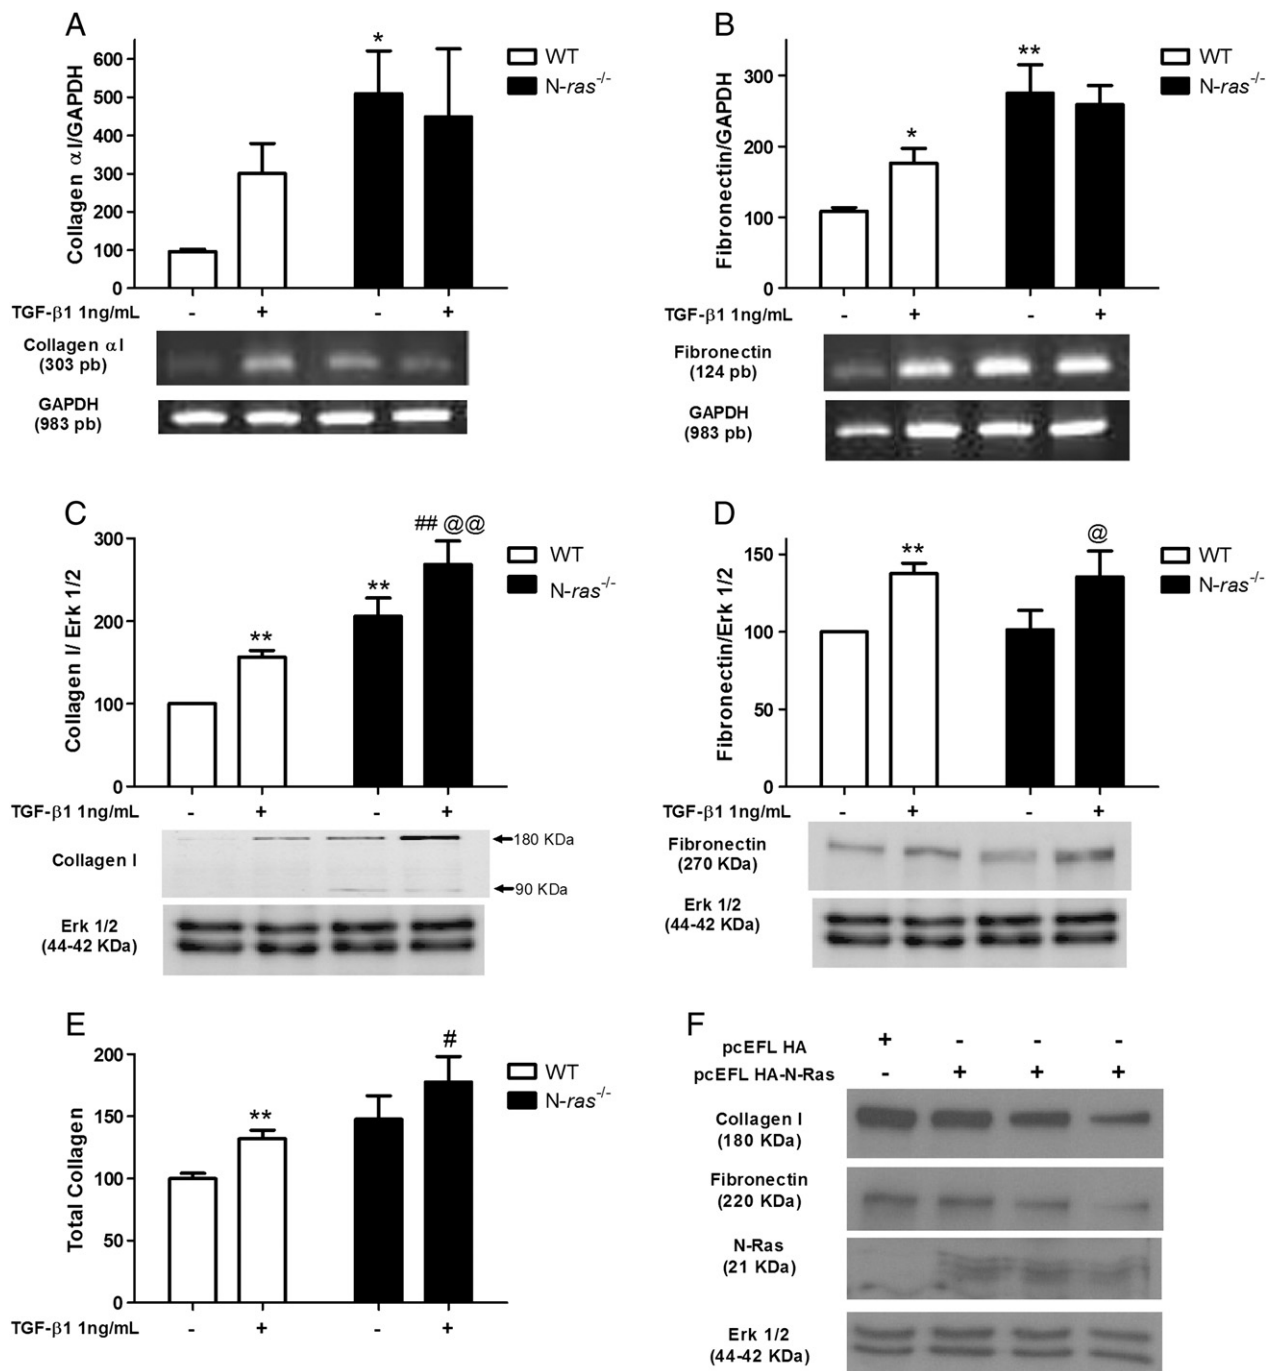 A
Collagen αI/GAPDH
600
500
400
300
200
100
0
*
WT
N-ras-/-
TGF-β1 1ng/mL - + - +
Collagen αI
(303 pb)
GAPDH
(983 pb)
B
Fibronectin/GAPDH
300
200
100
0
*
**
WT
N-ras-/-
TGF-β1 1ng/mL - + - +
Fibronectin
(124 pb)
GAPDH
(983 pb)
C
Collagen I/ Erk 1/2
300
200
100
0
**
**
## @@
WT
N-ras-/-
TGF-β1 1ng/mL - + - +
Collagen I
180 KDa
90 KDa
Erk 1/2
(44-42 KDa)
D
Fibronectin/Erk 1/2
150
100
50
0
**
@
WT
N-ras-/-
TGF-β1 1ng/mL - + - +
Fibronectin
(270 KDa)
Erk 1/2
(44-42 KDa)
E
Total Collagen
200
150
100
50
0
**
#
WT
N-ras-/-
TGF-β1 1ng/mL - + - +
F
pcEFL HA + - - -
pcEFL HA-N-Ras - + + +
Collagen I
(180 KDa)
Fibronectin
(220 KDa)
N-Ras
(21 KDa)
Erk 1/2
(44-42 KDa)